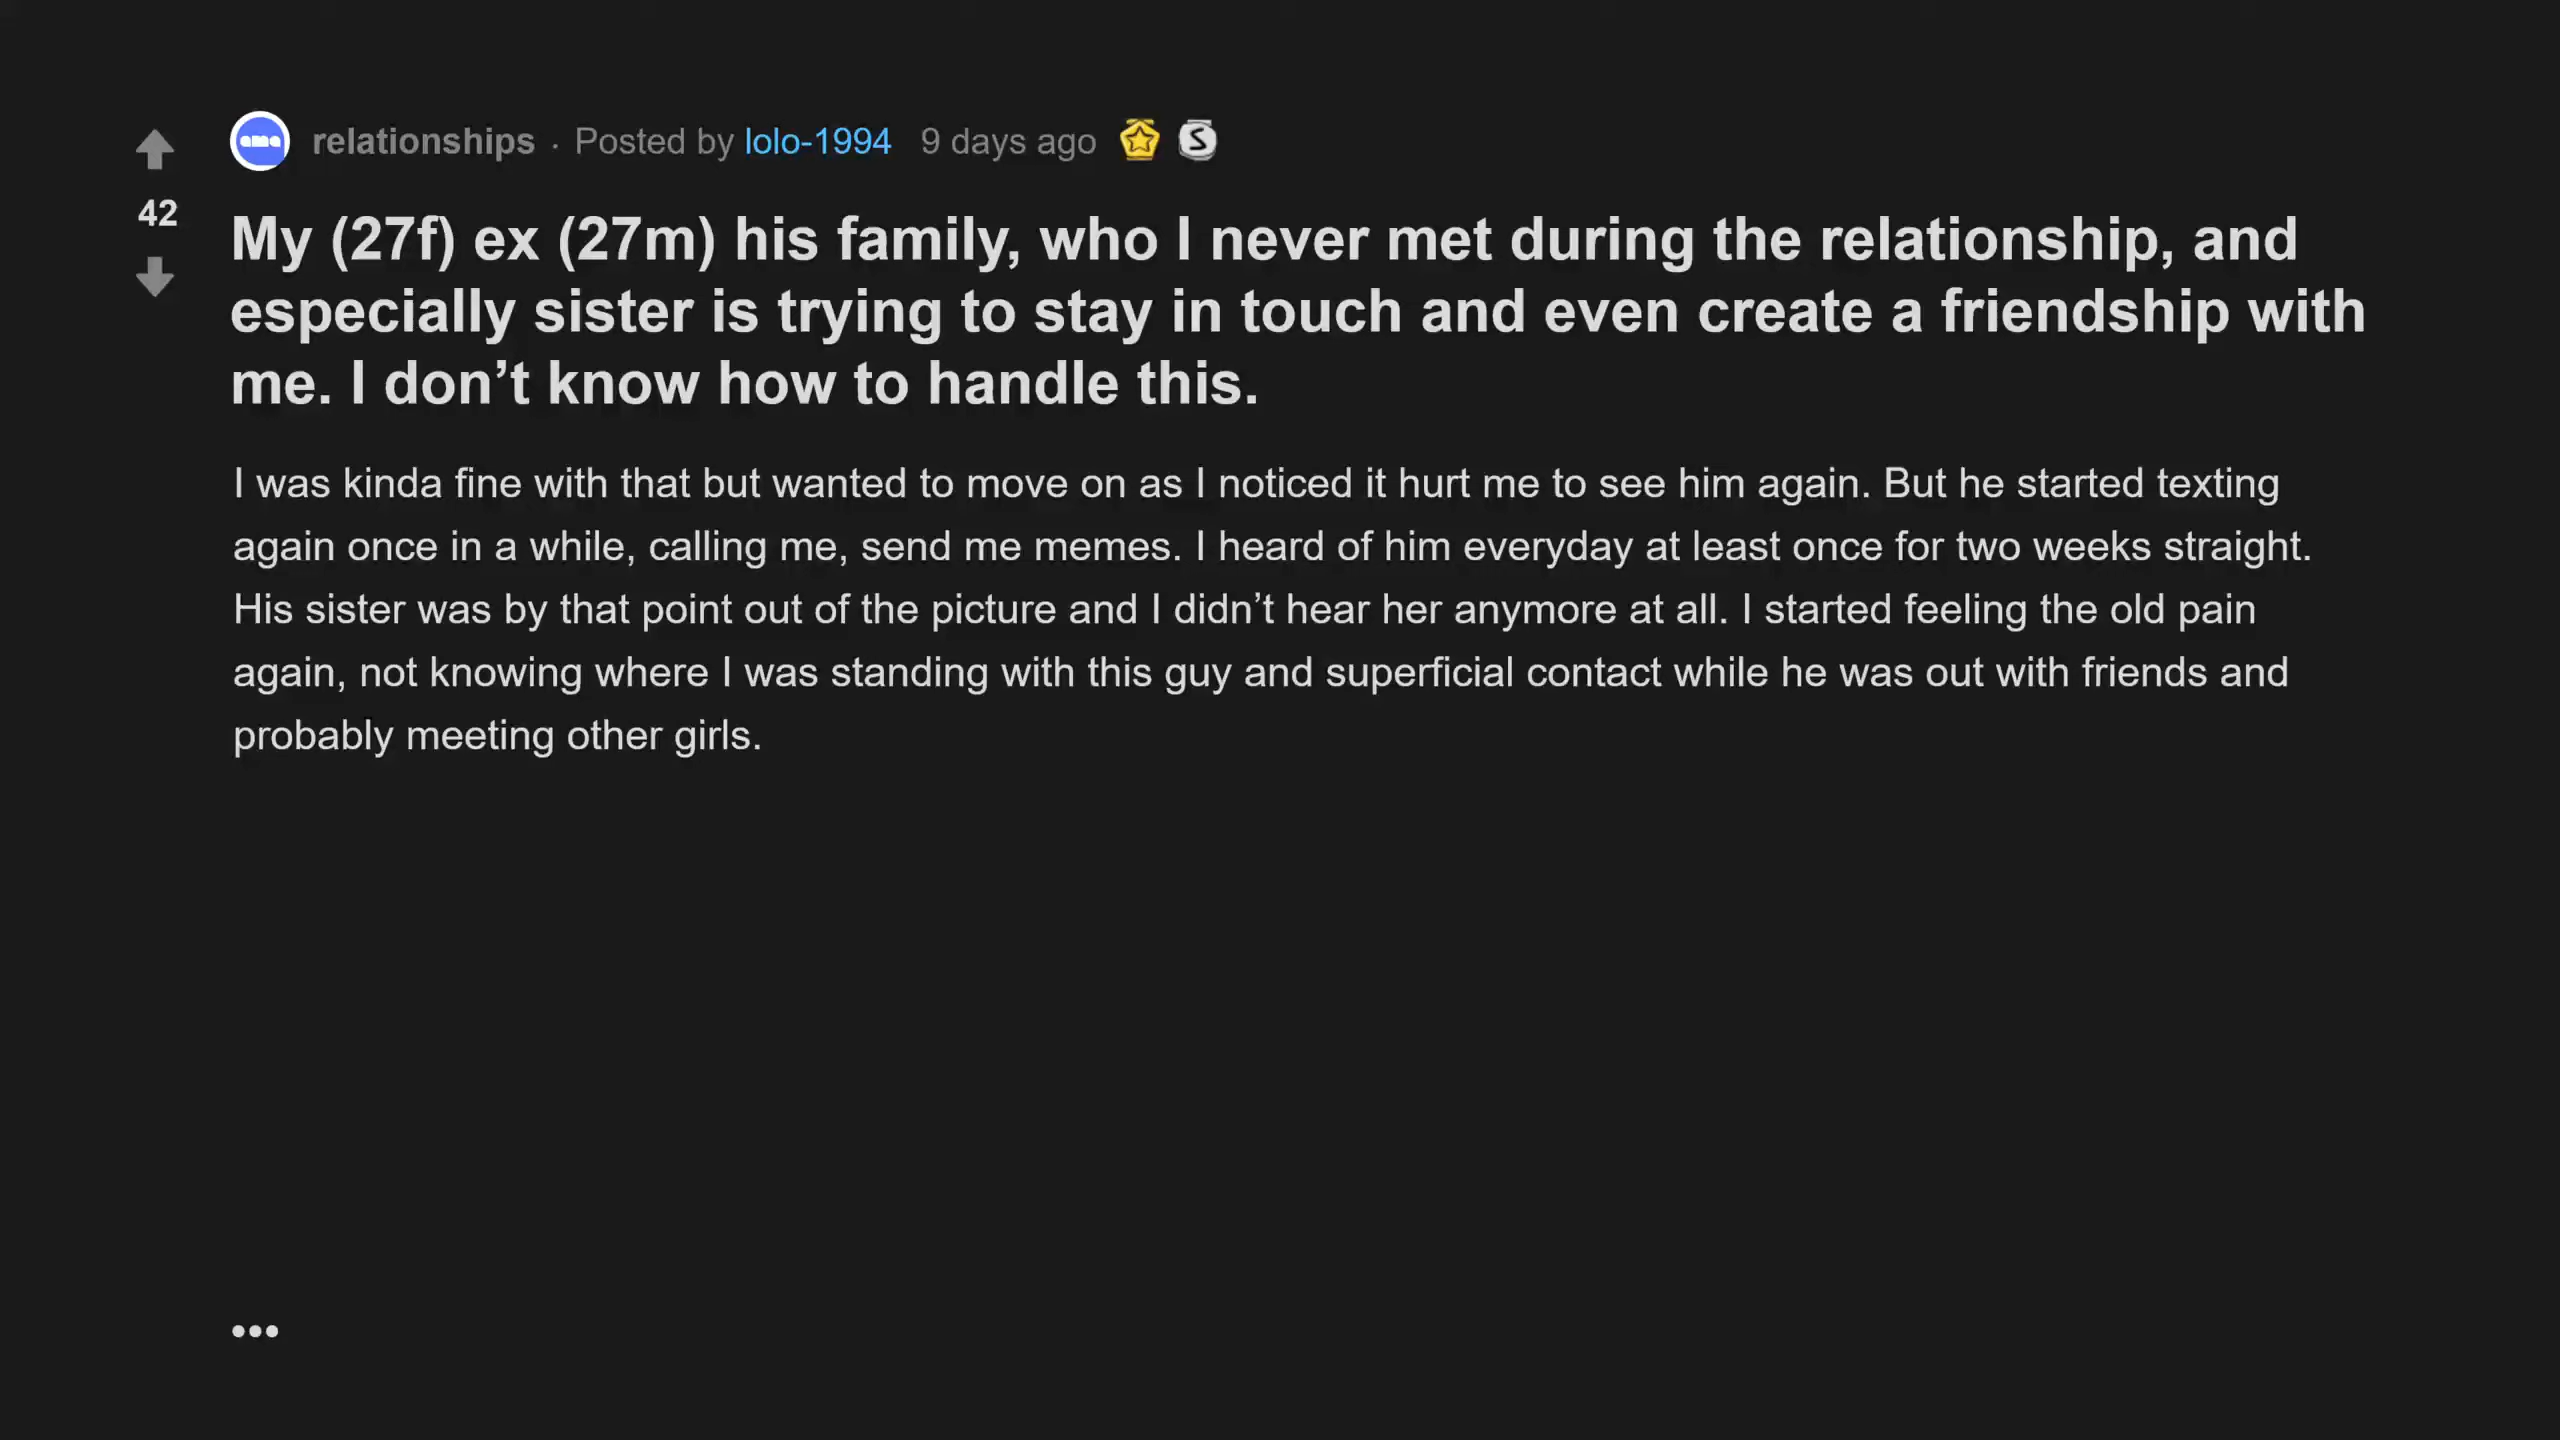 relationships · Posted by lolo-1994 9 days ago
42
My (27f) ex (27m) his family, who I never met during the relationship, and
especially sister is trying to stay in touch and even create a friendship with
me. I don’t know how to handle this.
I was kinda fine with that but wanted to move on as I noticed it hurt me to see him again. But he started texting
again once in a while, calling me, send me memes. I heard of him everyday at least once for two weeks straight.
His sister was by that point out of the picture and I didn’t hear her anymore at all. I started feeling the old pain
again, not knowing where I was standing with this guy and superficial contact while he was out with friends and
probably meeting other girls.
•••